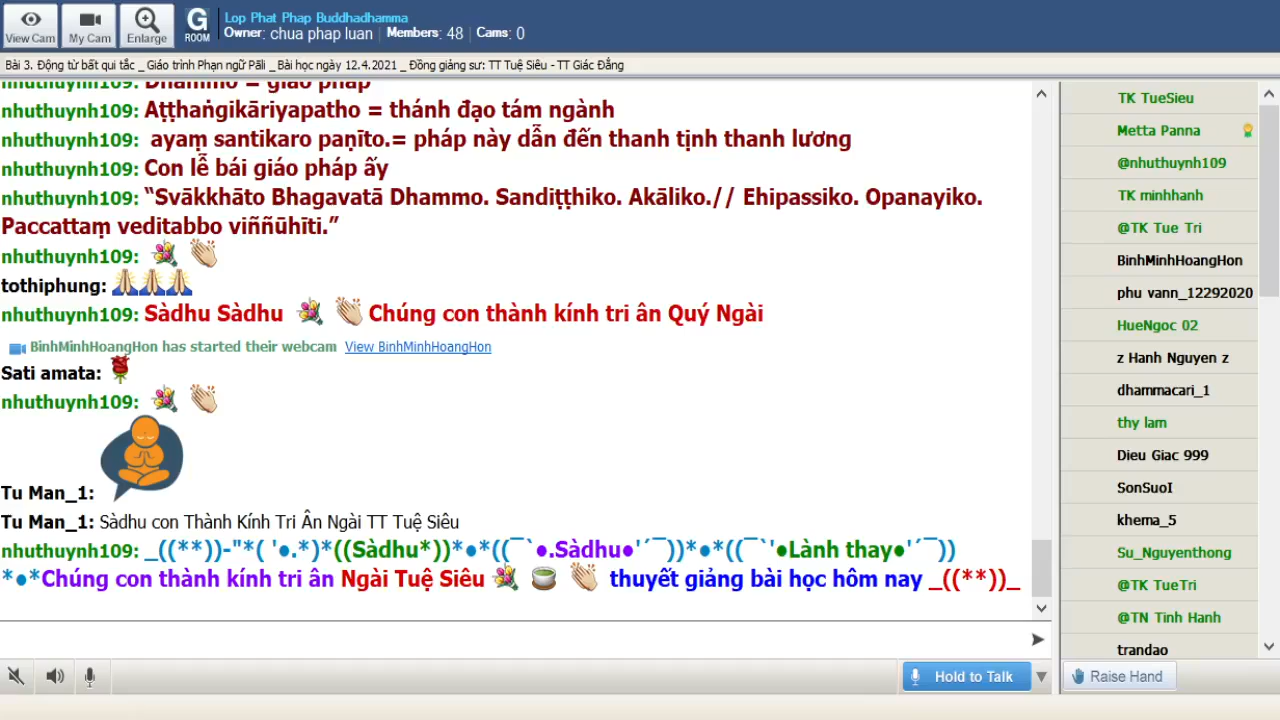 View Cam
My Cam
Enlarge
G
ROOM
Lop Phat Phap Buddhadhamma
Owner: chua phap luan Members: 48 Cams: 0
Bài 3. Động từ bất qui tắc _ Giáo trình Phạn ngữ Pāli _Bài học ngày 12.4.2021 _ Đồng giảng sư: TT Tuệ Siêu - TT Giác Đẳng
nhuthuynh109: Dhammo = giáo pháp
nhuthuynh109: Aṭṭhaṅgikāriyapatho = thánh đạo tám ngành
nhuthuynh109: ayaṃ santikaro paṇīto.= pháp này dẫn đến thanh tịnh thanh lương
nhuthuynh109: Con lễ bái giáo pháp ấy
nhuthuynh109: “Svākkhāto Bhagavatā Dhammo. Sandiṭṭhiko. Akāliko.// Ehipassiko. Opanayiko.
Paccattaṃ veditabbo viññūhīti.”
nhuthuynh109:
tothiphung:
nhuthuynh109: Sàdhu Sàdhu Chúng con thành kính tri ân Quý Ngài
BinhMinhHoangHon has started their webcam View BinhMinhHoangHon
Sati amata:
nhuthuynh109:
Tu Man_1:
Tu Man_1: Sàdhu con Thành Kính Tri Ân Ngài TT Tuệ Siêu
nhuthuynh109: _((**))-"*( '●.*)*((Sàdhu*))*●*((¯`●.Sàdhu●'´¯))*●*((¯`'●Lành thay●'´¯))
*●*Chúng con thành kính tri ân Ngài Tuệ Siêu thuyết giảng bài học hôm nay _((**))_
Hold to Talk
TK TueSieu
Metta Panna
@nhuthuynh109
TK minhhanh
@TK Tue Tri
BinhMinhHoangHon
phu vann_12292020
HueNgoc 02
z Hanh Nguyen z
dhammacari_1
thy lam
Dieu Giac 999
SonSuoI
khema_5
Su_Nguyenthong
@TK TueTri
@TN Tinh Hanh
trandao
Raise Hand